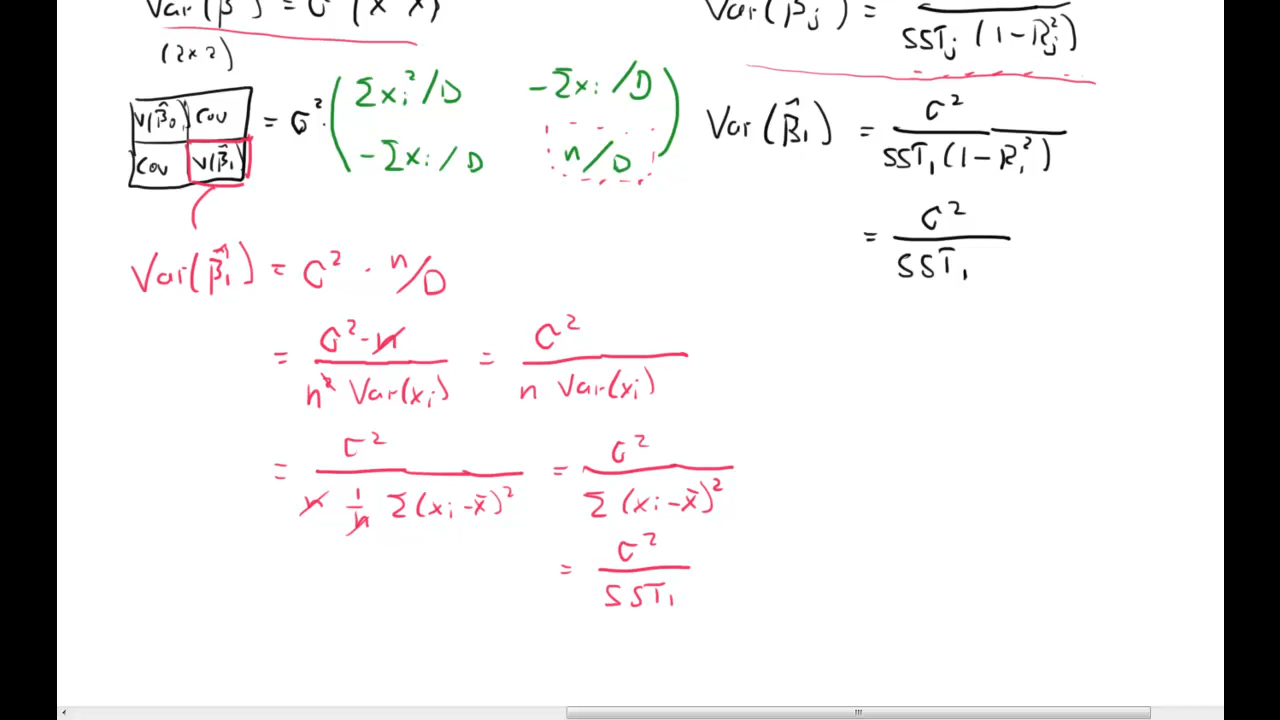 Var(β̂) = σ² (X'X)
(2×2)
V(β̂₀) Cov
Cov V(β̂₁)
= σ² · ( Σxᵢ²/D   -Σxᵢ/D
-Σxᵢ/D   n/D )
Var(β̂₁) = σ² · n/D
= σ²·n / n² Var(xᵢ) = σ² / n Var(xᵢ)
= σ² / n 1/n Σ(xᵢ-x̄)² = σ² / Σ(xᵢ-x̄)²
= σ² / SST₁
Var(β̂ⱼ) = / SSTⱼ (1-Rⱼ²)
Var(β̂₁) = σ² / SST₁(1-R₁²)
= σ² / SST₁